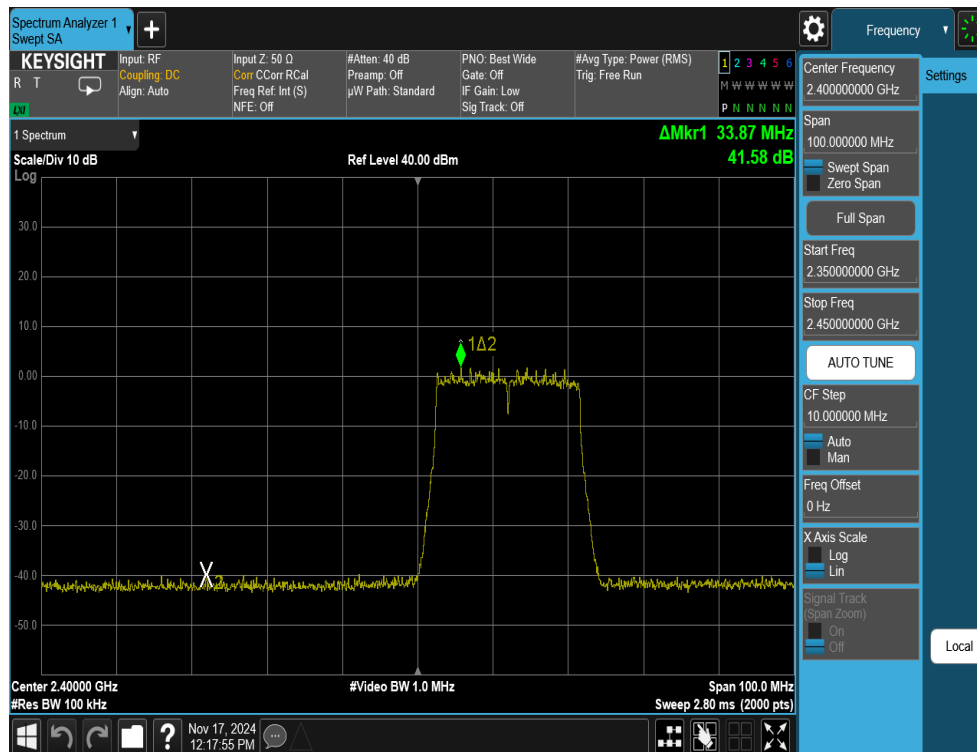 Spectrum Analyzer 1
Swept SA
+
Frequency
KEYSIGHT
R T
LXI
Input: RF
Coupling: DC
Align: Auto
Input Z: 50 Ω
Corr CCorr RCal
Freq Ref: Int (S)
NFE: Off
#Atten: 40 dB
Preamp: Off
µW Path: Standard
PNO: Best Wide
Gate: Off
IF Gain: Low
Sig Track: Off
#Avg Type: Power (RMS)
Trig: Free Run
1 2 3 4 5 6
M W W W W W
P N N N N N
1 Spectrum
Scale/Div 10 dB
Log
Ref Level 40.00 dBm
ΔMkr1 33.87 MHz
41.58 dB
30.0
20.0
10.0
0.00
-10.0
-20.0
-30.0
-40.0
-50.0
1Δ2
X2
Center 2.40000 GHz
#Res BW 100 kHz
#Video BW 1.0 MHz
Span 100.0 MHz
Sweep 2.80 ms (2000 pts)
Center Frequency
2.400000000 GHz
Settings
Span
100.000000 MHz
Swept Span
Zero Span
Full Span
Start Freq
2.350000000 GHz
Stop Freq
2.450000000 GHz
AUTO TUNE
CF Step
10.000000 MHz
Auto
Man
Freq Offset
0 Hz
X Axis Scale
Log
Lin
Signal Track
(Span Zoom)
On
Off
Local
?
Nov 17, 2024
12:17:55 PM